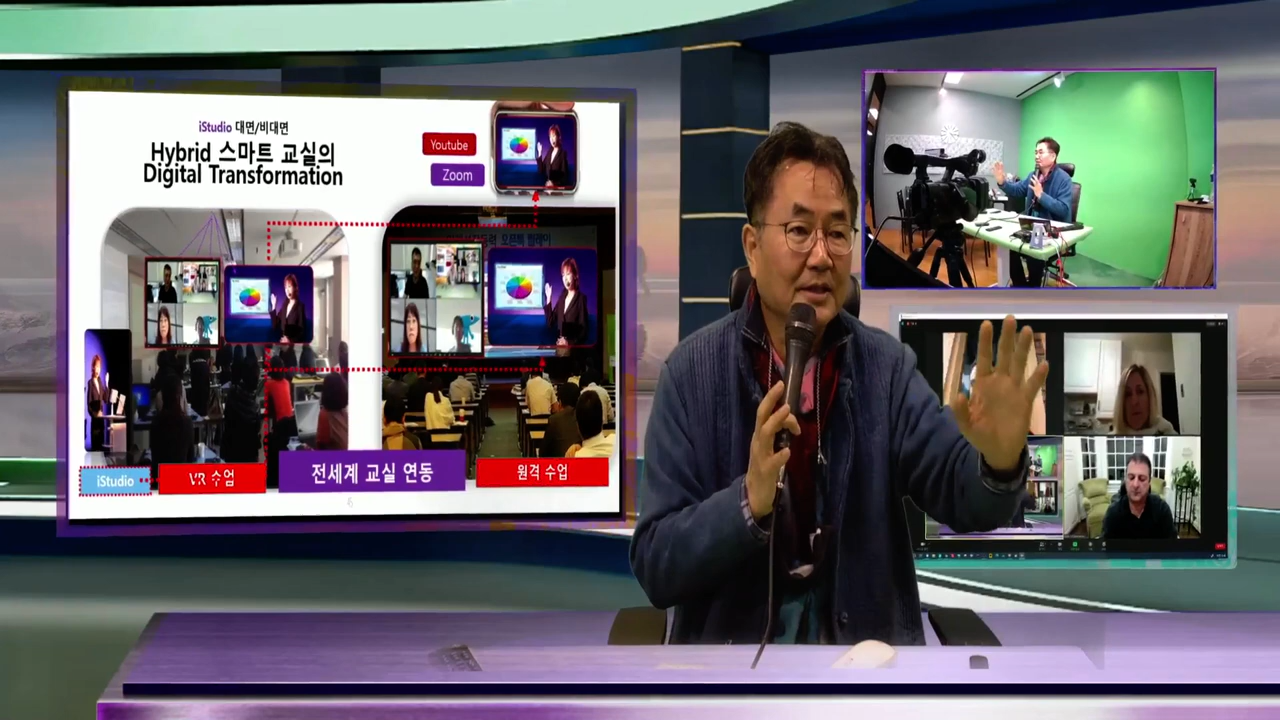 iStudio 대면/비대면
Hybrid 스마트 교실의
Digital Transformation
Youtube
Zoom
iStudio
VR 수업
전세계 교실 연동
원격 수업
6